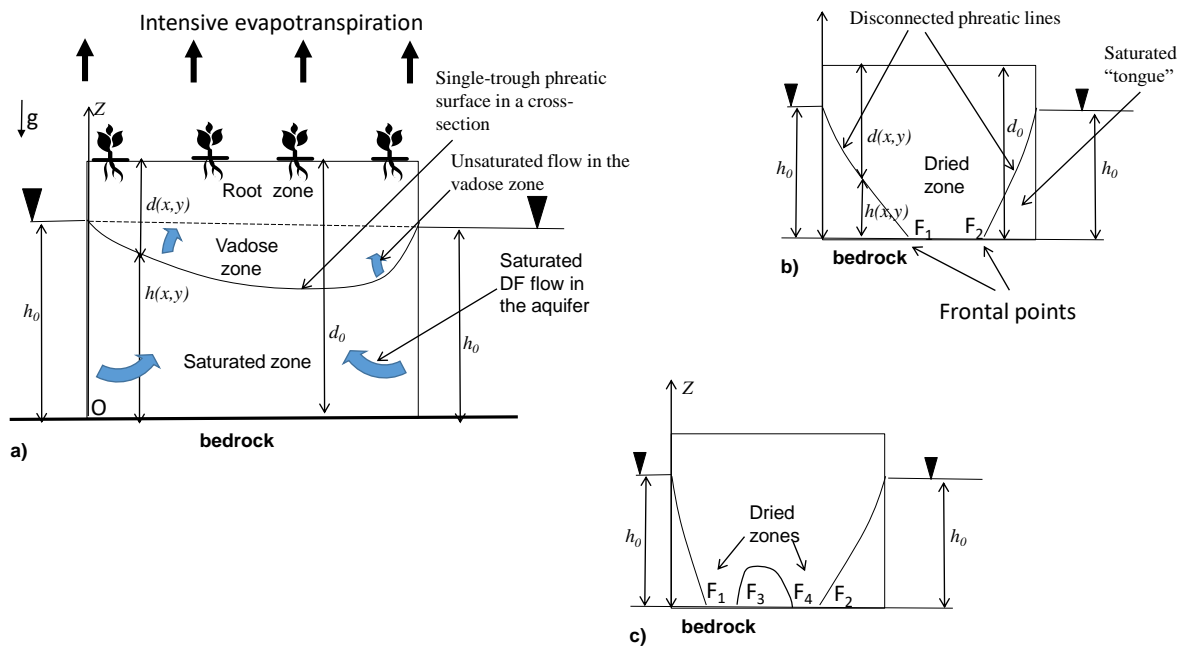 Intensive evapotranspiration
g
Z
Single-trough phreatic
surface in a cross-
section
Unsaturated flow in the
vadose zone
Root zone
d(x,y)
Vadose
zone
h(x,y)
h0
Saturated
DF flow in
the aquifer
d0
h0
Saturated zone
O
bedrock
a)
Disconnected phreatic lines
Saturated
“tongue”
d(x,y)
d0
h0
Dried
zone
h0
h(x,y)
F1
F2
bedrock
b)
Frontal points
Z
h0
Dried
zones
h0
F1
F3
F4
F2
bedrock
c)